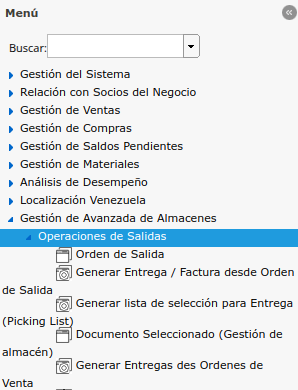 Menú
Buscar:
Gestión del Sistema
Relación con Socios del Negocio
Gestión de Ventas
Gestión de Compras
Gestión de Saldos Pendientes
Gestión de Materiales
Análisis de Desempeño
Localización Venezuela
Gestión de Avanzada de Almacenes
Operaciones de Salidas
Orden de Salida
Generar Entrega / Factura desde Orden
de Salida
Generar lista de selección para Entrega
(Picking List)
Documento Seleccionado (Gestión de
almacén)
Generar Entregas des Ordenes de
Venta